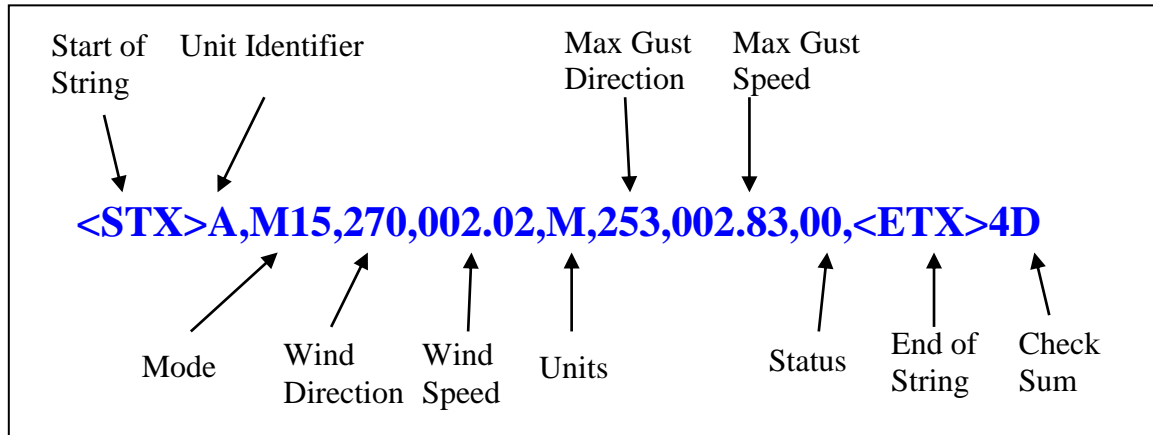 Start of String
Unit Identifier
Max Gust Direction
Max Gust Speed
<STX>A,M15,270,002.02,M,253,002.83,00,<ETX>4D
Mode
Wind Direction
Wind Speed
Units
Status
End of String
Check Sum